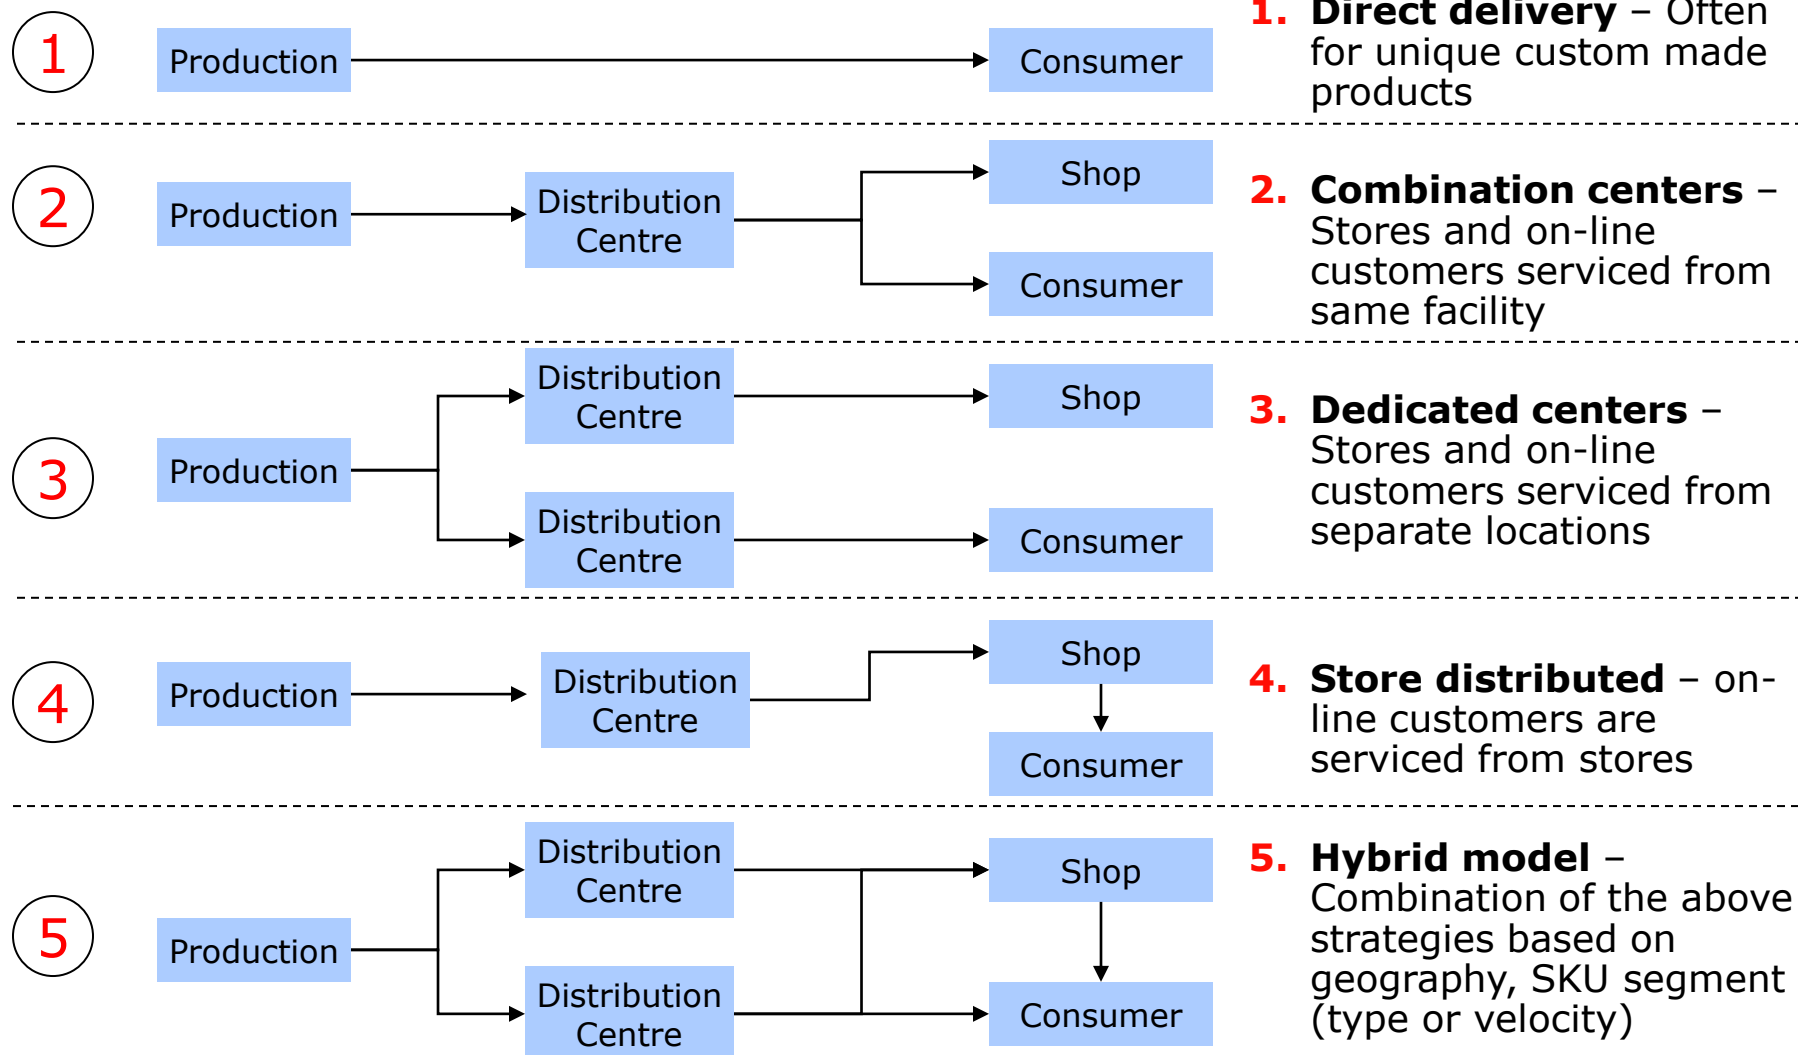 1
Production
Consumer
1. Direct delivery – Often
for unique custom made
products
2
Production
Distribution
Centre
Shop
Consumer
2. Combination centers –
Stores and on-line
customers serviced from
same facility
3
Production
Distribution
Centre
Distribution
Centre
Shop
Consumer
3. Dedicated centers –
Stores and on-line
customers serviced from
separate locations
4
Production
Distribution
Centre
Shop
Consumer
4. Store distributed – on-
line customers are
serviced from stores
5
Production
Distribution
Centre
Distribution
Centre
Shop
Consumer
5. Hybrid model –
Combination of the above
strategies based on
geography, SKU segment
(type or velocity)